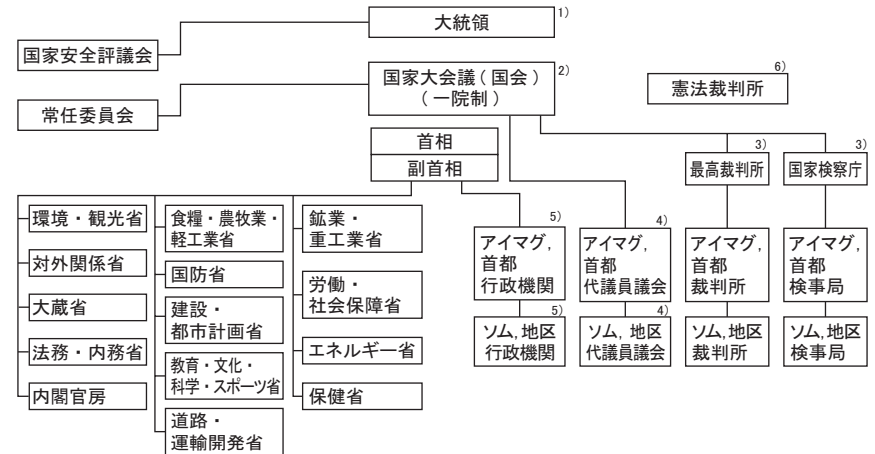 大統領 1)
国家安全評議会
国家大会議(国会) 2)
(一院制)
6)
憲法裁判所
常任委員会
首相
副首相
3)
最高裁判所
3)
国家検察庁
環境・観光省
対外関係省
大蔵省
法務・内務省
内閣官房
食糧・農牧業・
軽工業省
国防省
建設・
都市計画省
教育・文化・
科学・スポーツ省
道路・
運輸開発省
鉱業・
重工業省
労働・
社会保障省
エネルギー省
保健省
5)
アイマグ,
首都
行政機関
5)
ソム,地区
行政機関
4)
アイマグ,
首都
代議員議会
4)
ソム,地区
代議員議会
アイマグ,
首都
裁判所
ソム,地区
裁判所
アイマグ,
首都
検事局
ソム,地区
検事局